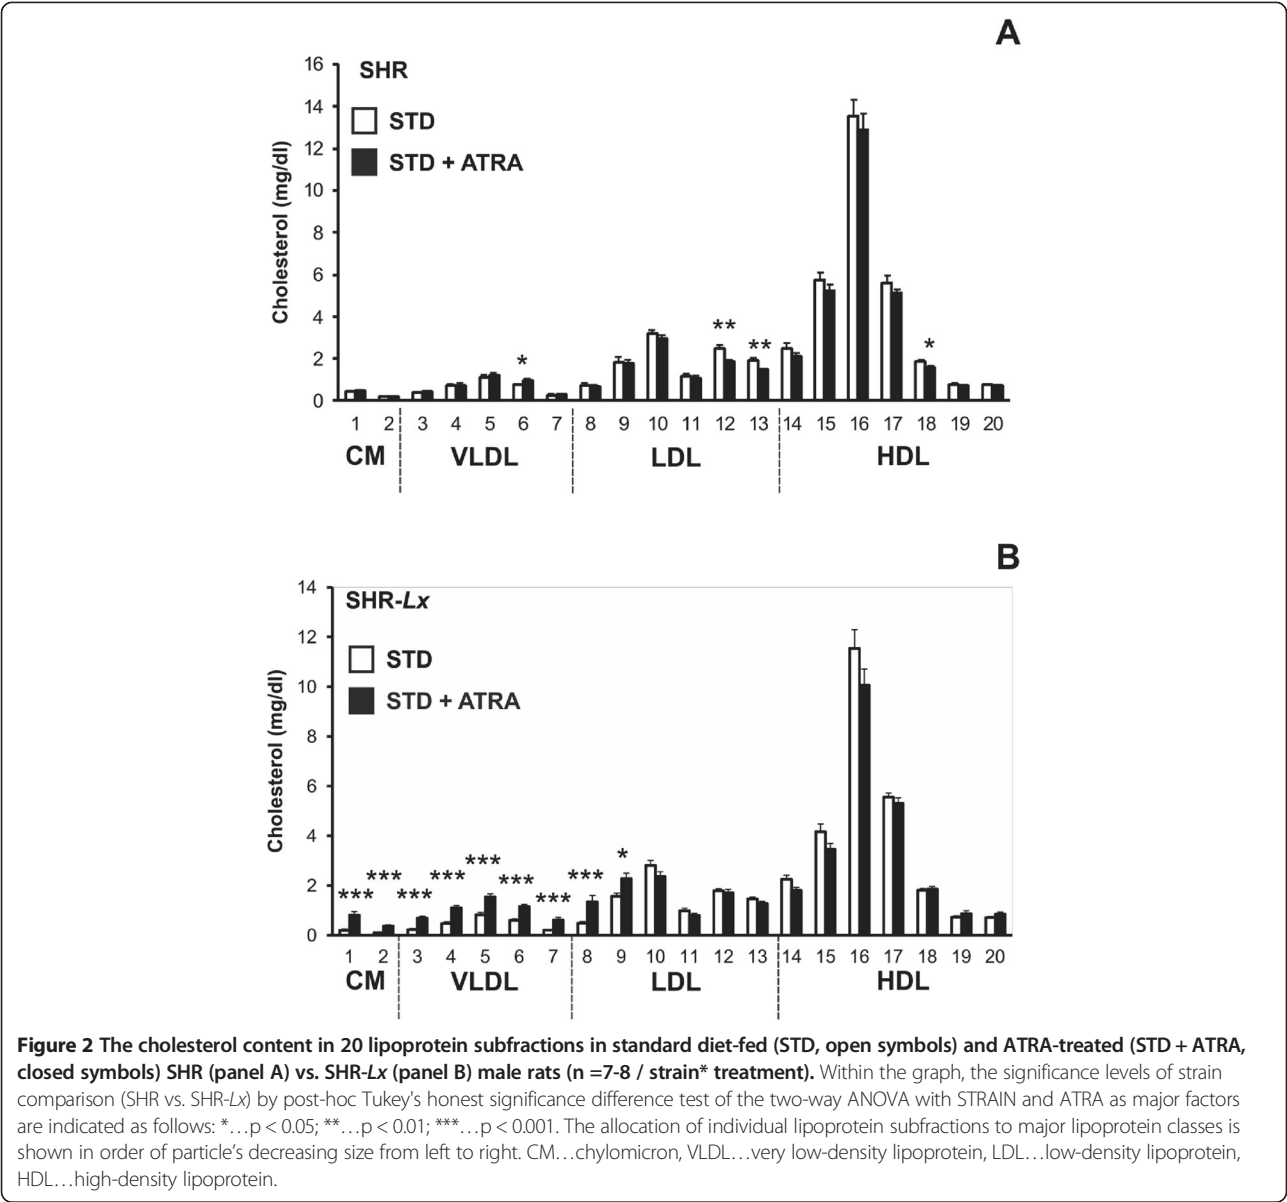 A
SHR
STD
STD + ATRA
Cholesterol (mg/dl)
16
14
12
10
8
6
4
2
0
*
**
**
*
1 2 3 4 5 6 7 8 9 10 11 12 13 14 15 16 17 18 19 20
CM VLDL LDL HDL
B
SHR-Lx
STD
STD + ATRA
Cholesterol (mg/dl)
14
12
10
8
6
4
2
0
*** *** *** *** *** *** *** *** *
1 2 3 4 5 6 7 8 9 10 11 12 13 14 15 16 17 18 19 20
CM VLDL LDL HDL
Figure 2 The cholesterol content in 20 lipoprotein subfractions in standard diet-fed (STD, open symbols) and ATRA-treated (STD + ATRA,
closed symbols) SHR (panel A) vs. SHR-Lx (panel B) male rats (n =7-8 / strain* treatment). Within the graph, the significance levels of strain
comparison (SHR vs. SHR-Lx) by post-hoc Tukey's honest significance difference test of the two-way ANOVA with STRAIN and ATRA as major factors
are indicated as follows: *…p < 0.05; **…p < 0.01; ***…p < 0.001. The allocation of individual lipoprotein subfractions to major lipoprotein classes is
shown in order of particle's decreasing size from left to right. CM…chylomicron, VLDL…very low-density lipoprotein, LDL…low-density lipoprotein,
HDL…high-density lipoprotein.